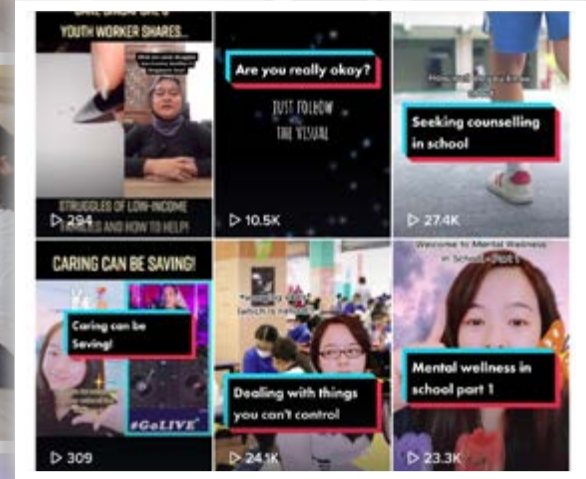 YOUTH WORKER SHARES...
STRUGGLES OF LOW-INCOME
FAMILIES AND HOW TO HELP!
294
Are you really okay?
JUST FOLLOW
THE VISUAL
10.5K
Seeking counselling
in school
27.4K
CARING CAN BE SAVING!
Caring can be
Saving!
#GoLIVE
309
Dealing with things
you can't control
24.1K
Welcome to Mental Wellness
in School - Part 1
Mental wellness in
school part 1
23.3K